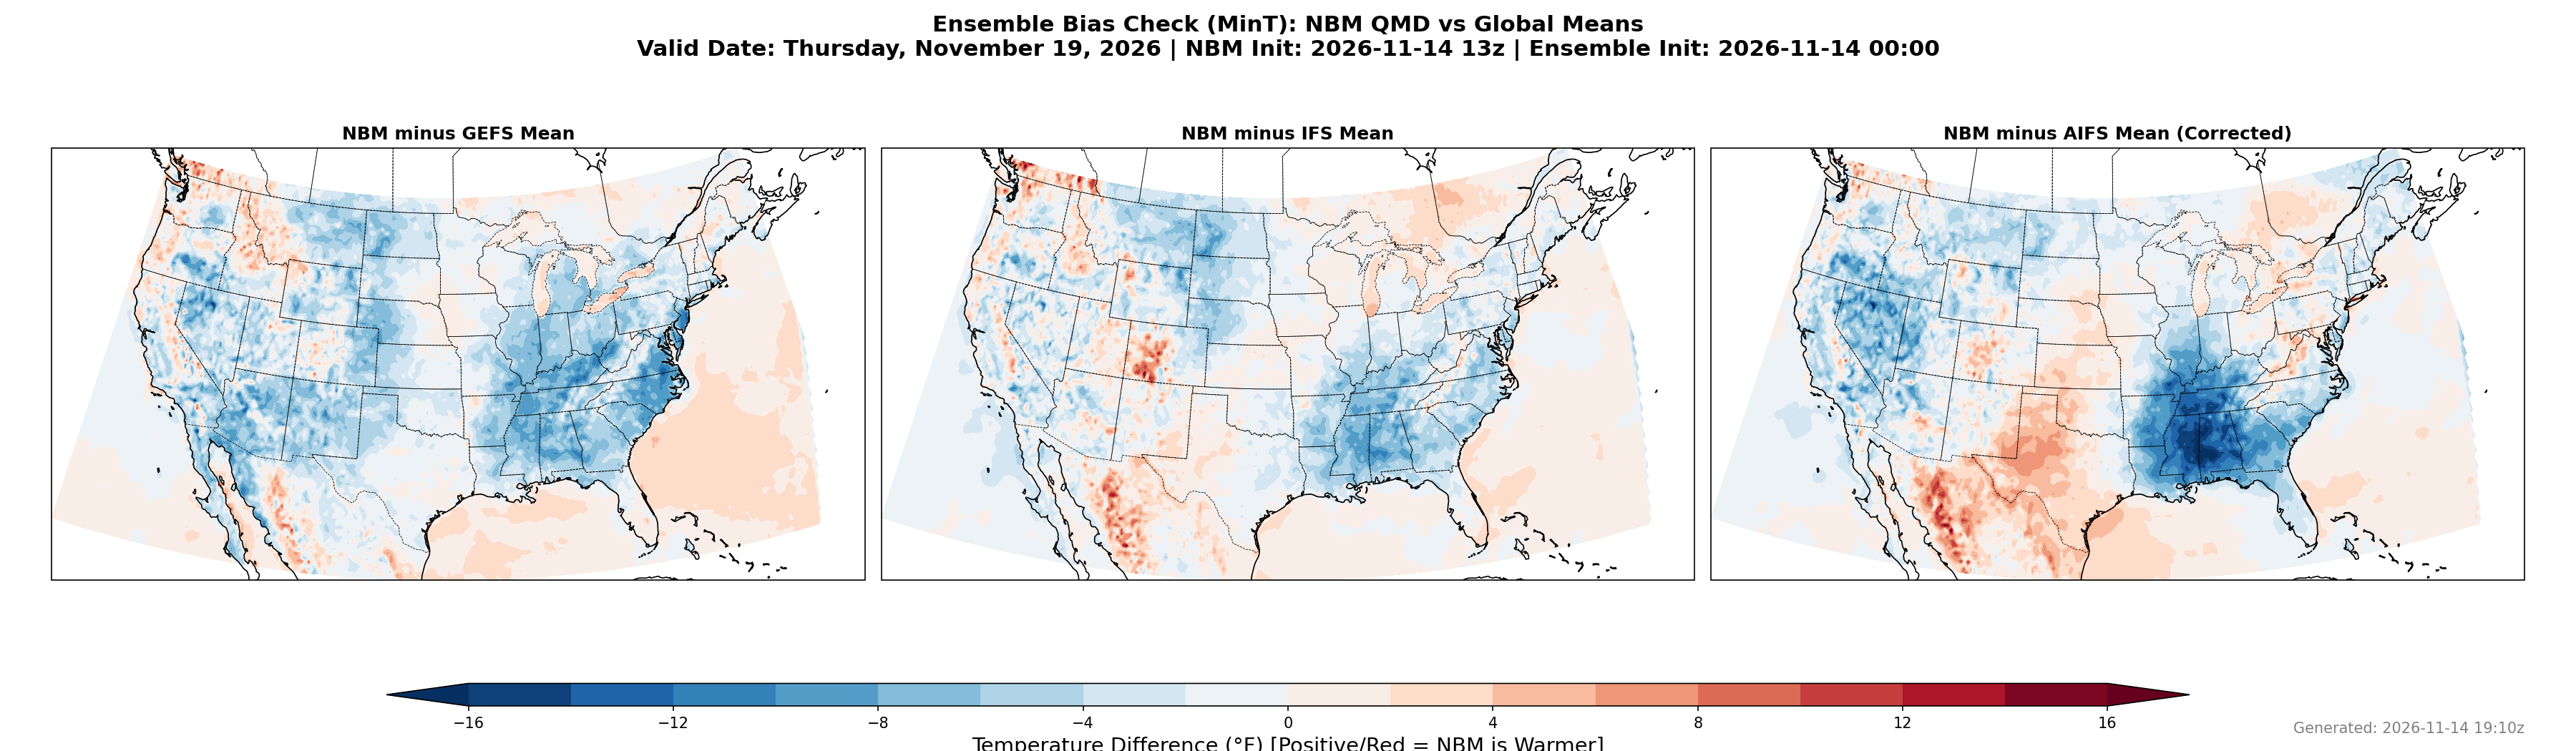 Ensemble Bias Check (MinT): NBM QMD vs Global Means
Valid Date: Thursday, November 19, 2026 | NBM Init: 2026-11-14 13z | Ensemble Init: 2026-11-14 00:00
NBM minus GEFS Mean
NBM minus IFS Mean
NBM minus AIFS Mean (Corrected)
−16 −12 −8 −4 0 4 8 12 16
Temperature Difference (°F) [Positive/Red = NBM is Warmer]
Generated: 2026-11-14 19:10z